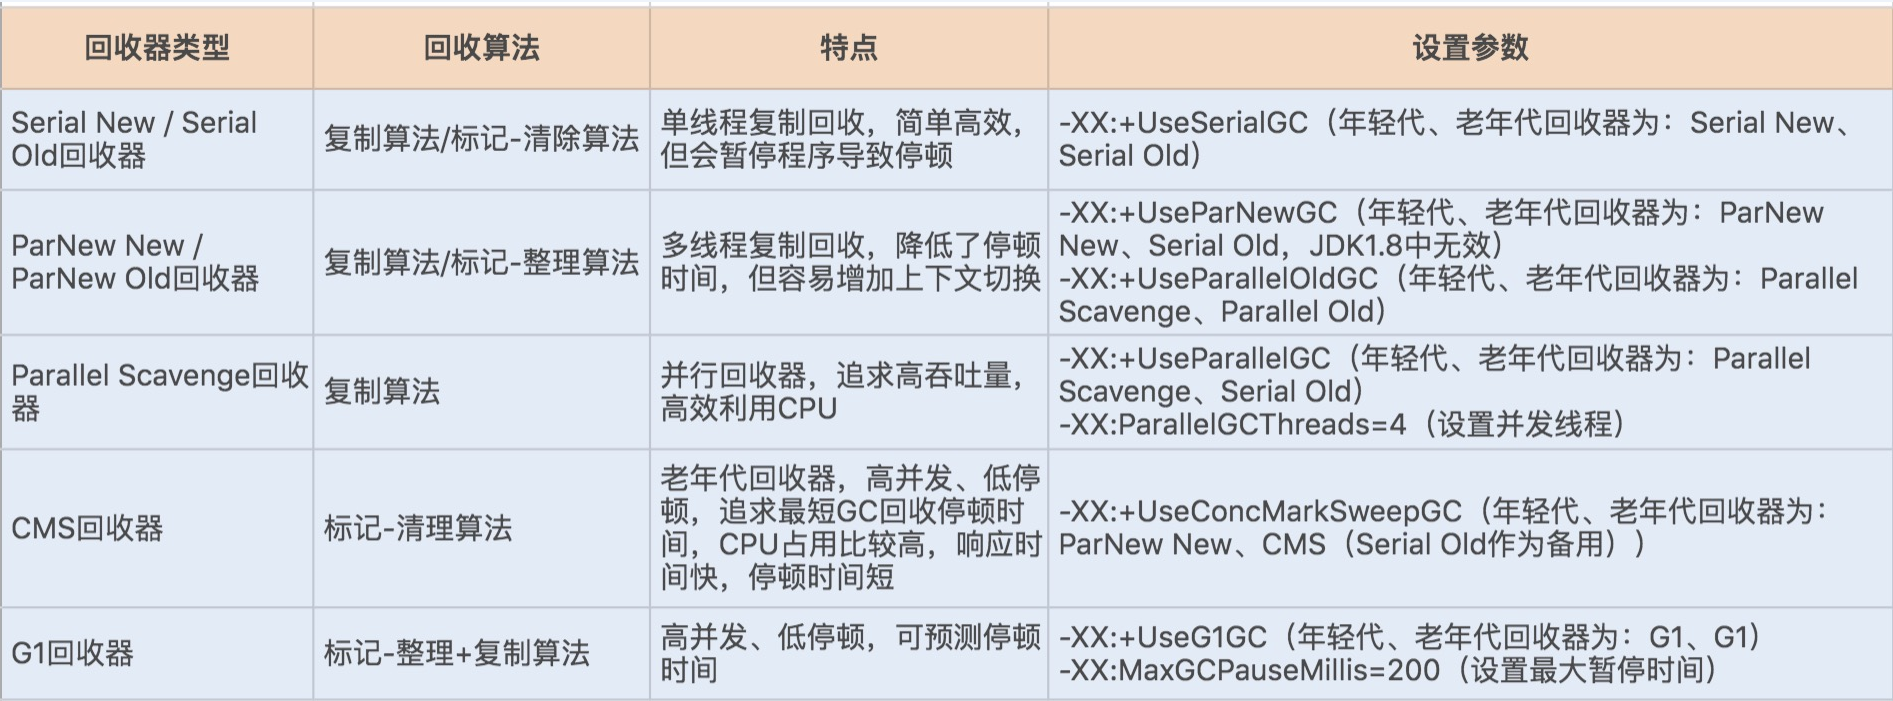 回收器类型
回收算法
特点
设置参数
Serial New / Serial
Old回收器
复制算法/标记-清除算法
单线程复制回收，简单高效，
但会暂停程序导致停顿
-XX:+UseSerialGC（年轻代、老年代回收器为：Serial New、
Serial Old）
ParNew New /
ParNew Old回收器
复制算法/标记-整理算法
多线程复制回收，降低了停顿
时间，但容易增加上下文切换
-XX:+UseParNewGC（年轻代、老年代回收器为：ParNew
New、Serial Old，JDK1.8中无效）
-XX:+UseParallelOldGC（年轻代、老年代回收器为：Parallel
Scavenge、Parallel Old）
Parallel Scavenge回收
器
复制算法
并行回收器，追求高吞吐量，
高效利用CPU
-XX:+UseParallelGC（年轻代、老年代回收器为：Parallel
Scavenge、Serial Old）
-XX:ParallelGCThreads=4（设置并发线程）
CMS回收器
标记-清理算法
老年代回收器，高并发、低停
顿，追求最短GC回收停顿时
间，CPU占用比较高，响应时
间快，停顿时间短
-XX:+UseConcMarkSweepGC（年轻代、老年代回收器为：
ParNew New、CMS（Serial Old作为备用））
G1回收器
标记-整理+复制算法
高并发、低停顿，可预测停顿
时间
-XX:+UseG1GC（年轻代、老年代回收器为：G1、G1）
-XX:MaxGCPauseMillis=200（设置最大暂停时间）